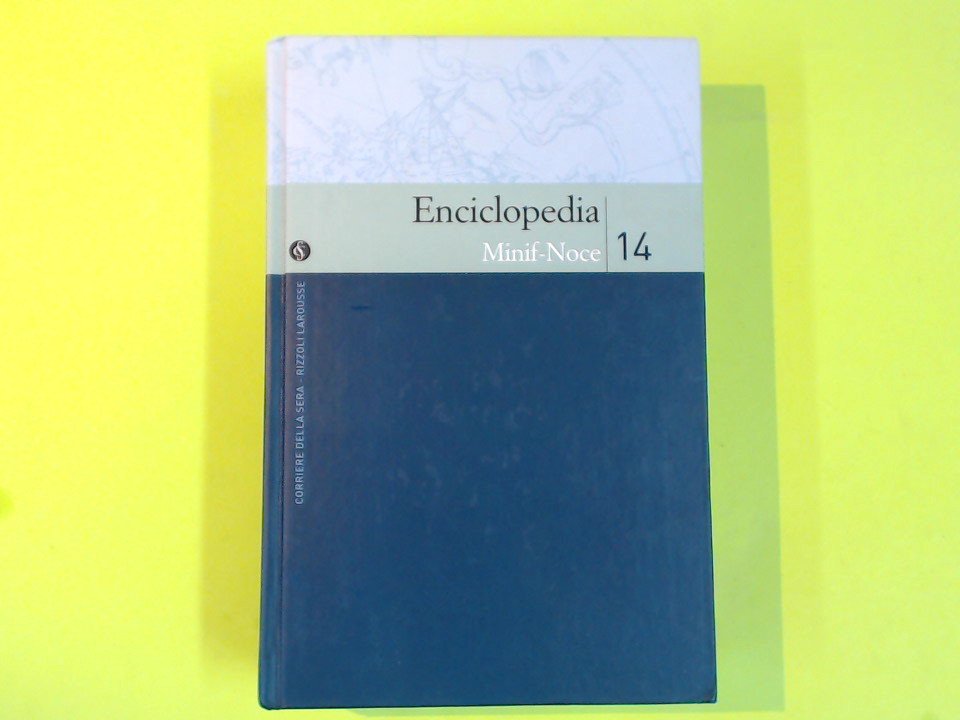 Enciclopedia
Minif-Noce
14
CORRIERE DELLA SERA - RIZZOLI LAROUSSE